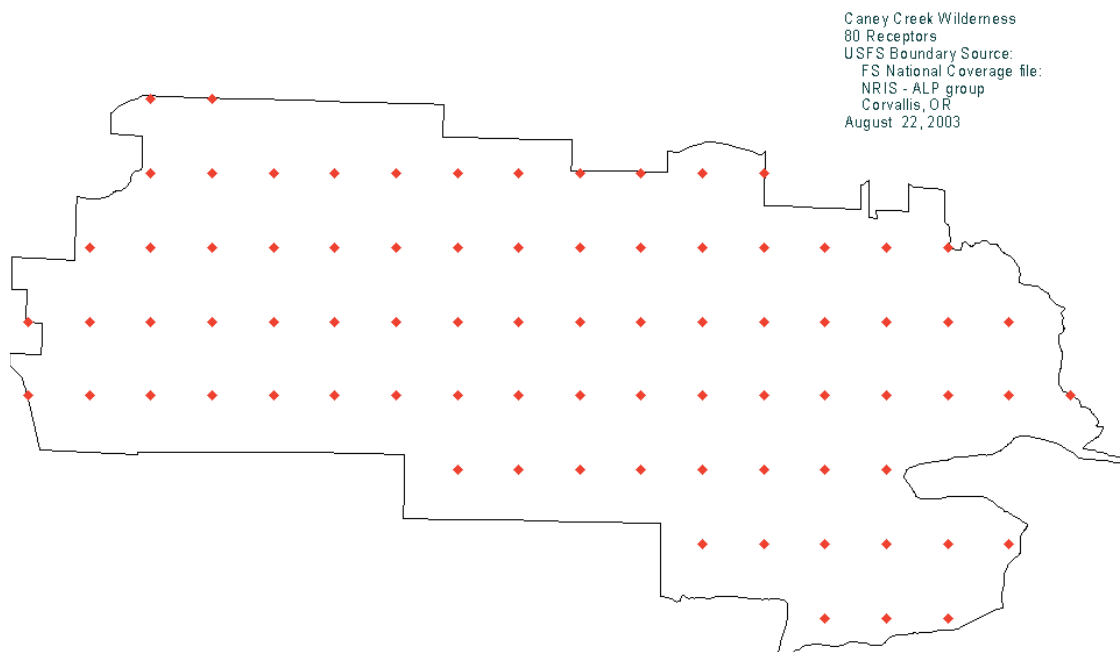 Caney Creek Wilderness
80 Receptors
USFS Boundary Source:
FS National Coverage file:
NRIS - ALP group
Corvallis, OR
August 22, 2003